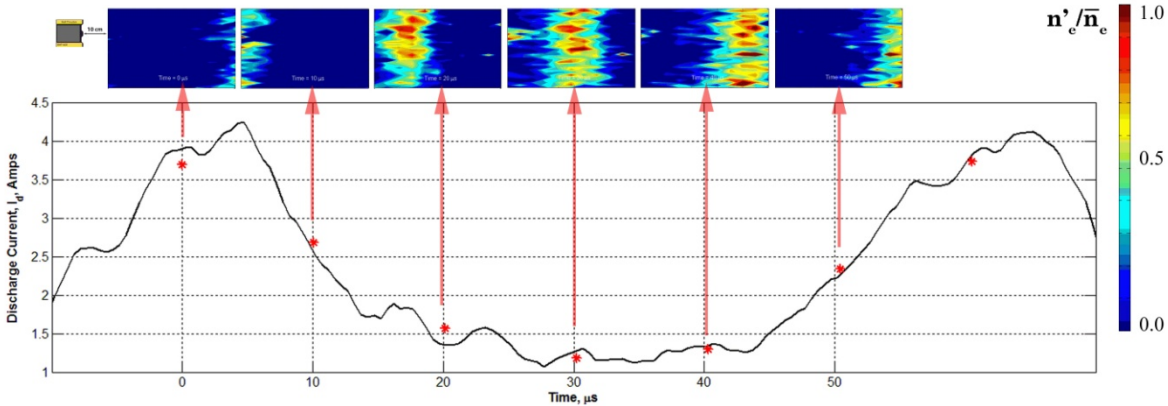 10 cm
Time = 0 μs
Time = 10 μs
Time = 20 μs
Time = 30 μs
n'e/n̅e
1.0
0.5
0.0
4.5
4
3.5
3
2.5
2
1.5
1
Discharge Current, Id, Amps
0
10
20
30
40
50
Time, μs